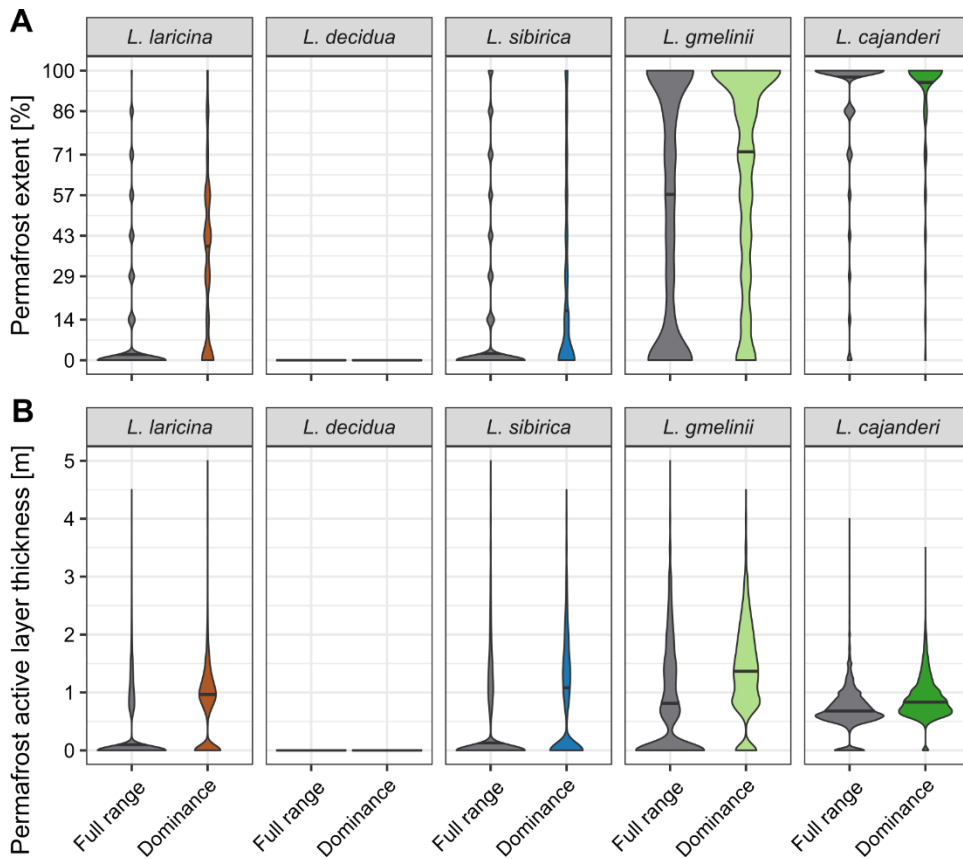 A
L. laricina
L. decidua
L. sibirica
L. gmelinii
L. cajanderi
Permafrost extent [%]
100
86
71
57
43
29
14
0
B
L. laricina
L. decidua
L. sibirica
L. gmelinii
L. cajanderi
Permafrost active layer thickness [m]
5
4
3
2
1
0
Full range
Dominance
Full range
Dominance
Full range
Dominance
Full range
Dominance
Full range
Dominance